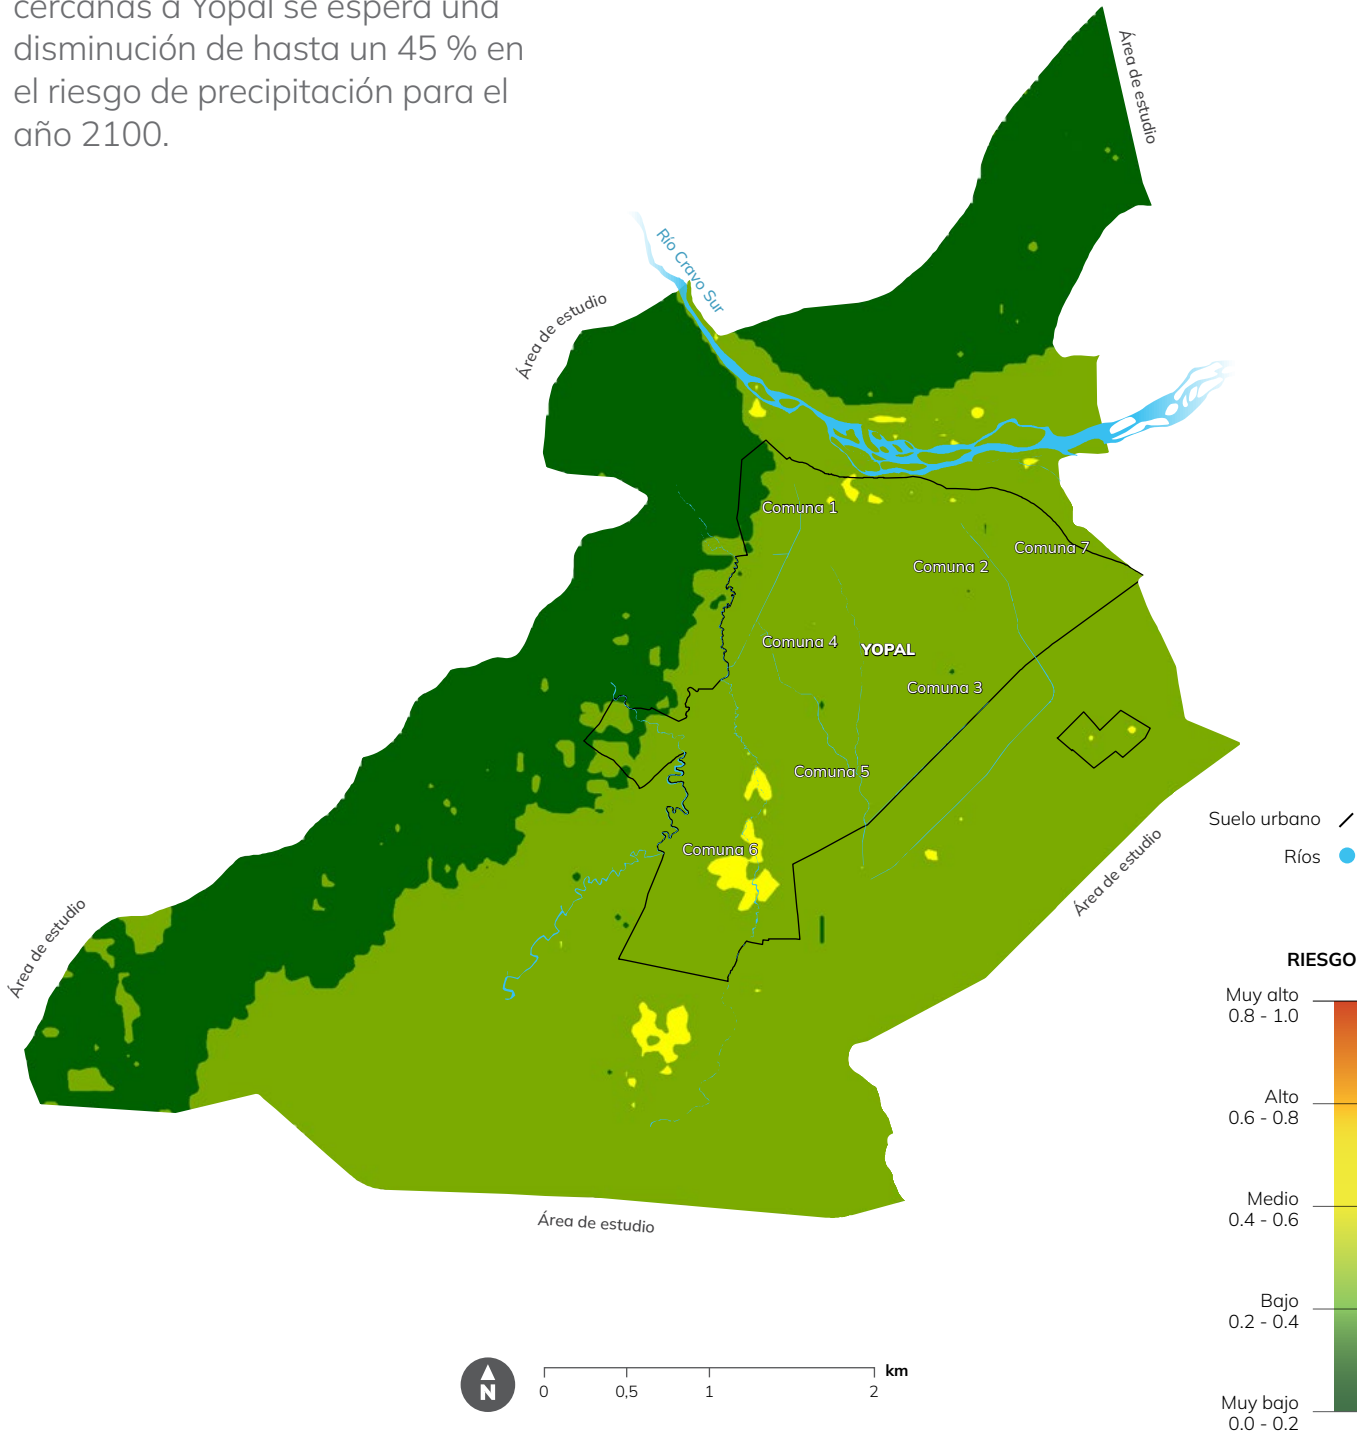 cercanas a Yopal se espera una
disminución de hasta un 45 % en
el riesgo de precipitación para el
año 2100.
Área de estudio
Río Cravo Sur
Área de estudio
Comuna 1
Comuna 7
Comuna 2
Comuna 4
YOPAL
Comuna 3
Comuna 5
Comuna 6
Suelo urbano
Ríos
Área de estudio
Área de estudio
RIESGO
Muy alto
0.8 - 1.0
Alto
0.6 - 0.8
Medio
0.4 - 0.6
Bajo
0.2 - 0.4
Muy bajo
0.0 - 0.2
Área de estudio
N
km
0 0,5 1 2